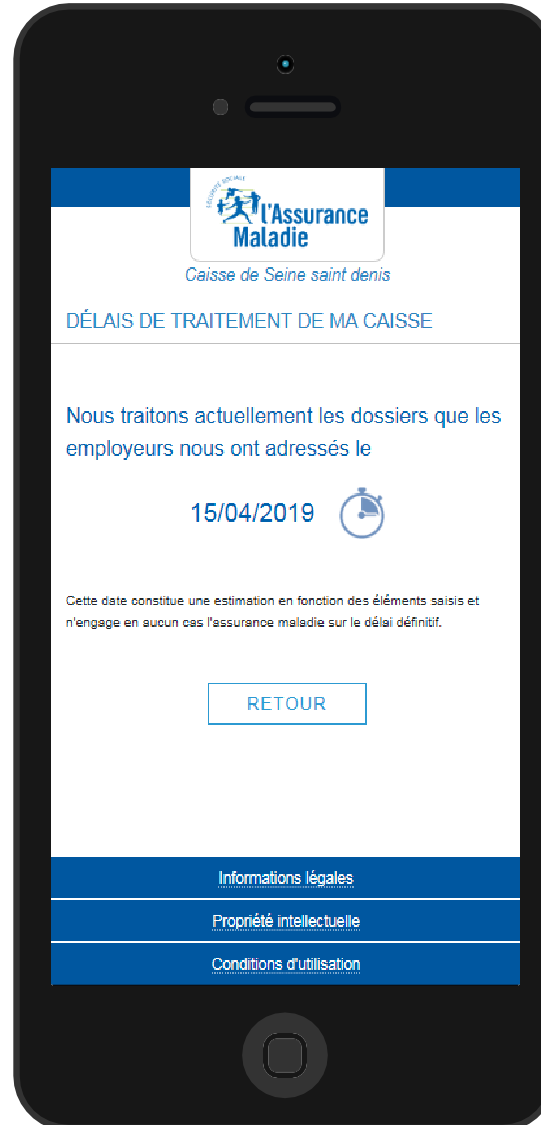 SÉCURITÉ SOCIALE
l'Assurance
Maladie
Caisse de Seine saint denis
DÉLAIS DE TRAITEMENT DE MA CAISSE
Nous traitons actuellement les dossiers que les
employeurs nous ont adressés le
15/04/2019
Cette date constitue une estimation en fonction des éléments saisis et
n'engage en aucun cas l'assurance maladie sur le délai définitif.
RETOUR
Informations légales
Propriété intellectuelle
Conditions d'utilisation